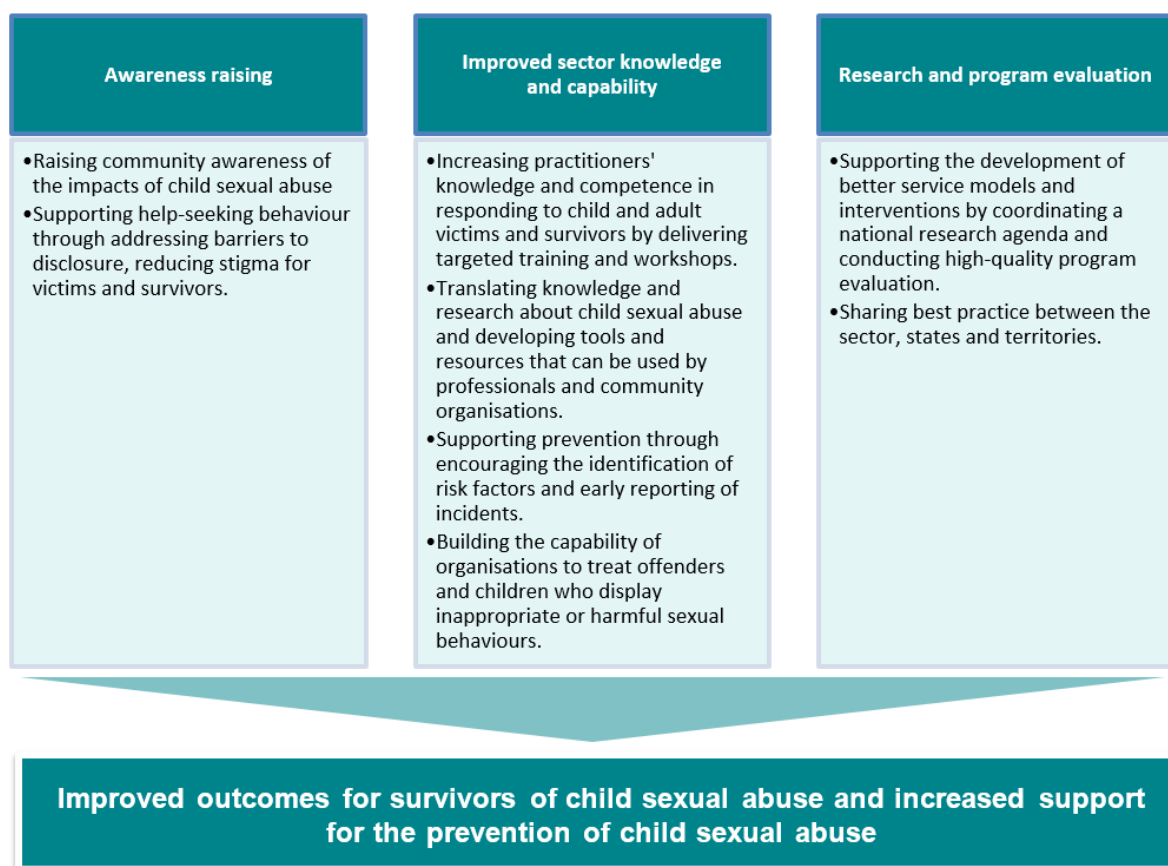 Awareness raising
•Raising community awareness of
the impacts of child sexual abuse
•Supporting help-seeking behaviour
through addressing barriers to
disclosure, reducing stigma for
victims and survivors.
Improved sector knowledge
and capability
•Increasing practitioners'
knowledge and competence in
responding to child and adult
victims and survivors by delivering
targeted training and workshops.
•Translating knowledge and
research about child sexual abuse
and developing tools and
resources that can be used by
professionals and community
organisations.
•Supporting prevention through
encouraging the identification of
risk factors and early reporting of
incidents.
•Building the capability of
organisations to treat offenders
and children who display
inappropriate or harmful sexual
behaviours.
Research and program evaluation
•Supporting the development of
better service models and
interventions by coordinating a
national research agenda and
conducting high-quality program
evaluation.
•Sharing best practice between the
sector, states and territories.
Improved outcomes for survivors of child sexual abuse and increased support
for the prevention of child sexual abuse